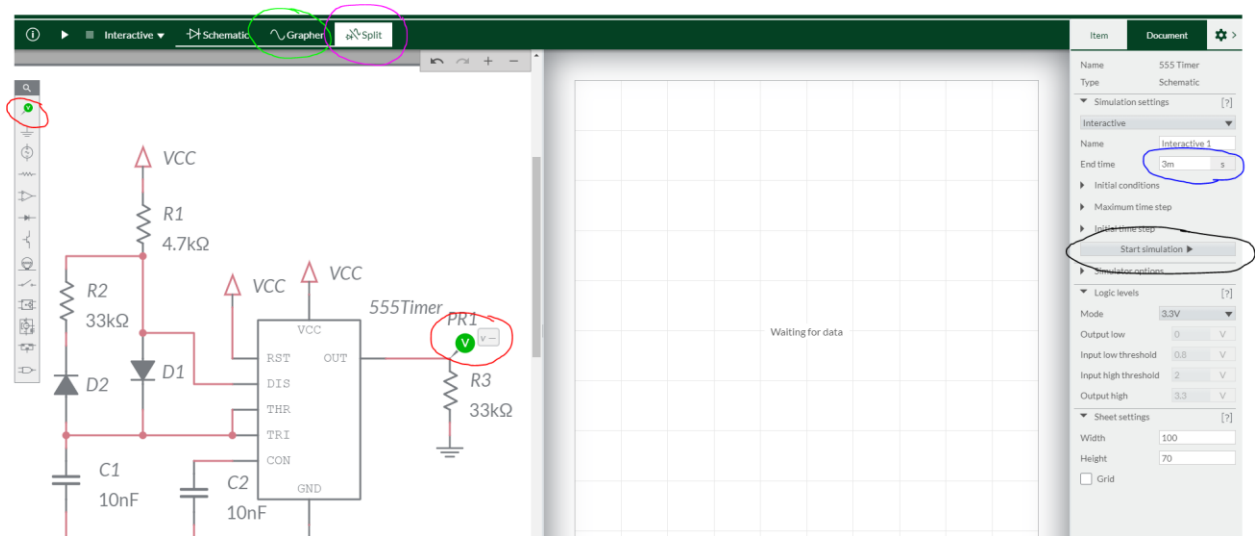 Interactive Schematic Grapher Split
VCC
R1
4.7kΩ
R2
33kΩ
VCC
VCC
555Timer
PR1
V
v --
VCC
RST OUT
DIS
THR
TRI
CON
GND
D2
D1
R3
33kΩ
C1
10nF
C2
10nF
Waiting for data
Item Document
Name 555 Timer
Type Schematic
Simulation settings [?]
Interactive
Name Interactive 1
End time 3m s
Initial conditions
Maximum time step
Initial time step
Start simulation
Simulator options
Logic levels [?]
Mode 3.3V
Output low 0 V
Input low threshold 0.8 V
Input high threshold 2 V
Output high 3.3 V
Sheet settings [?]
Width 100
Height 70
Grid